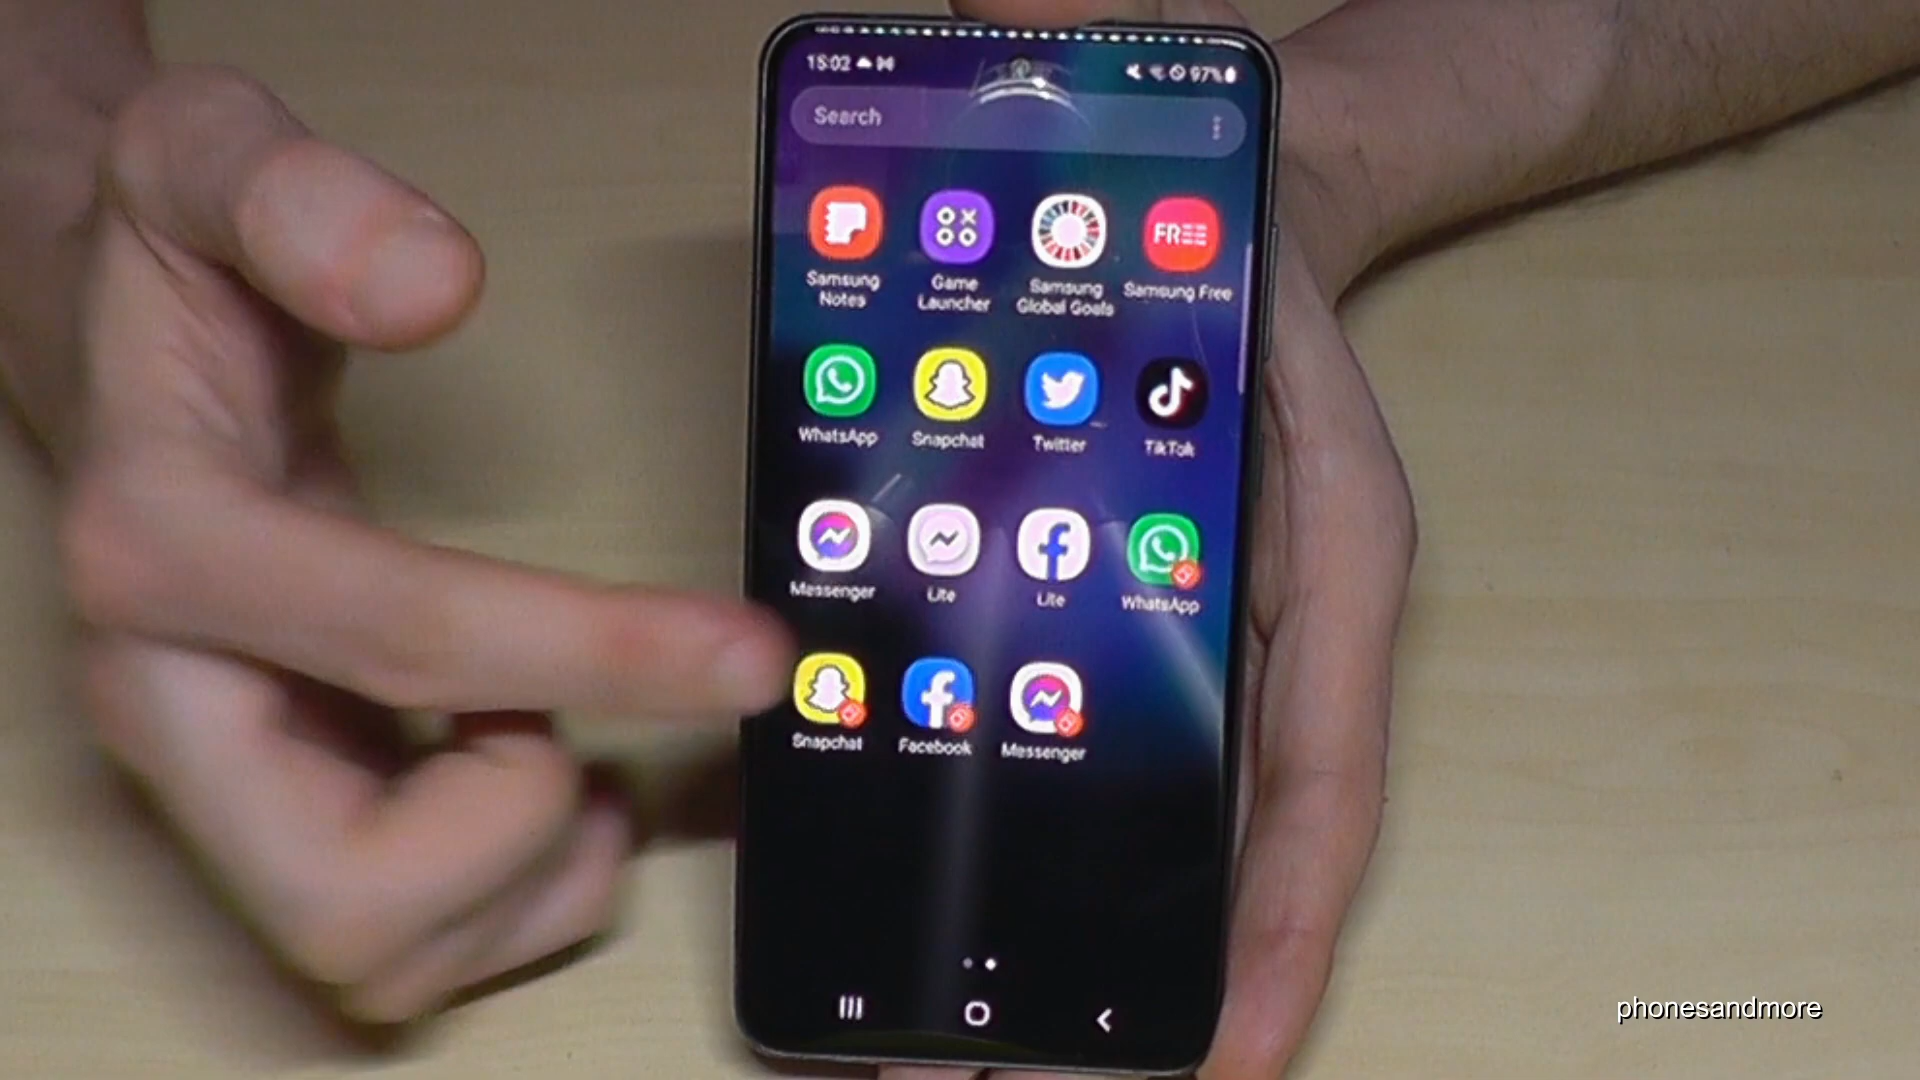 15:02
97%
Search
FREE
Samsung Notes
Game Launcher
Samsung Global Goals
Samsung Free
WhatsApp
Snapchat
Twitter
TikTok
Messenger
Lite
Lite
WhatsApp
Snapchat
Facebook
Messenger
phonesandmore